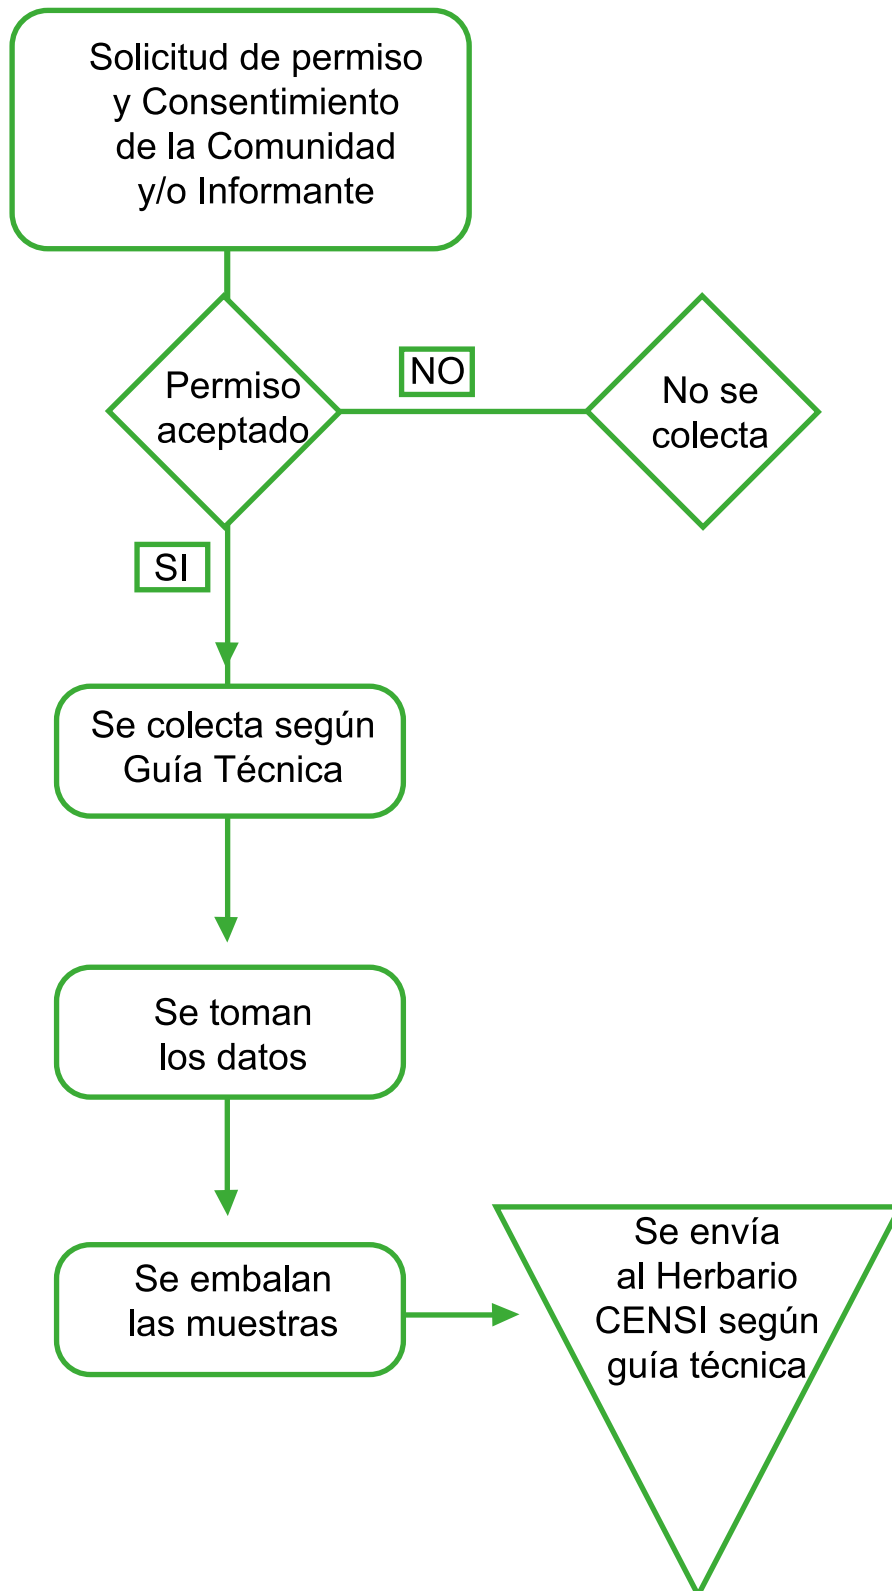 Solicitud de permiso
y Consentimiento
de la Comunidad
y/o Informante
Permiso
aceptado
NO
No se
colecta
SI
Se colecta según
Guía Técnica
Se toman
los datos
Se embalan
las muestras
Se envía
al Herbario
CENSI según
guía técnica